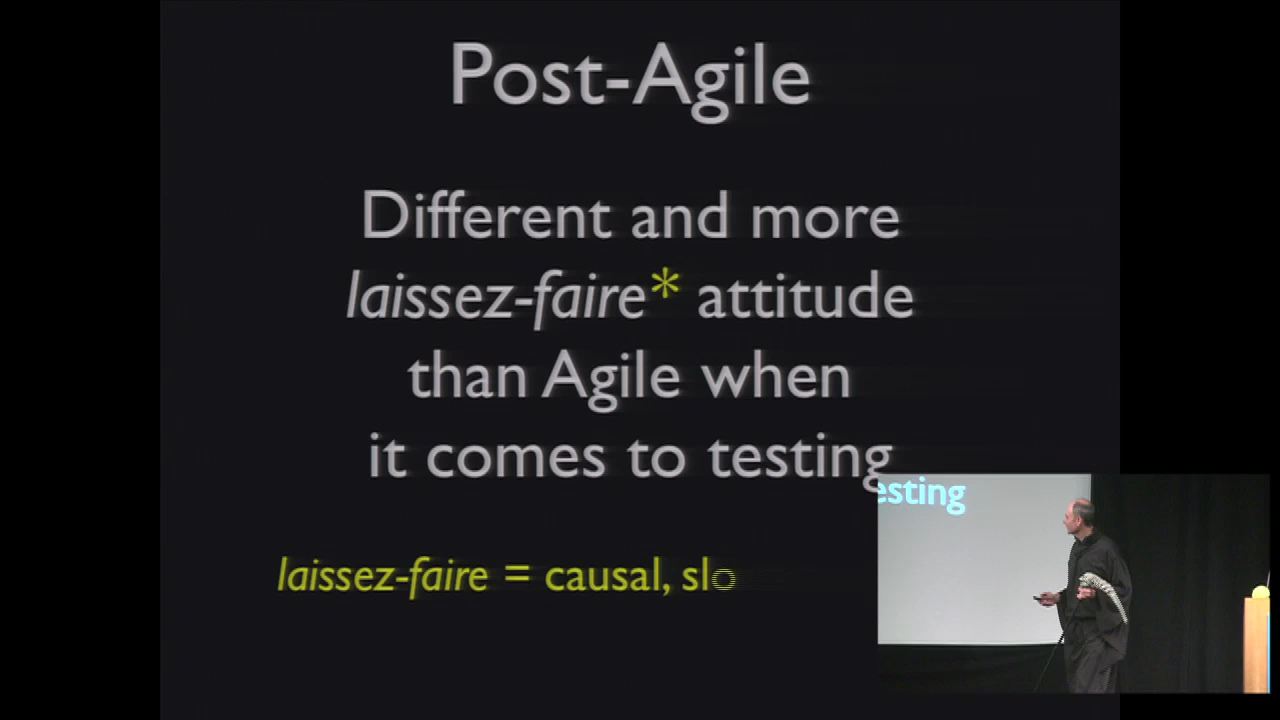 Post-Agile
Different and more
laissez-faire* attitude
than Agile when
it comes to testing
laissez-faire = causal, slo
esting